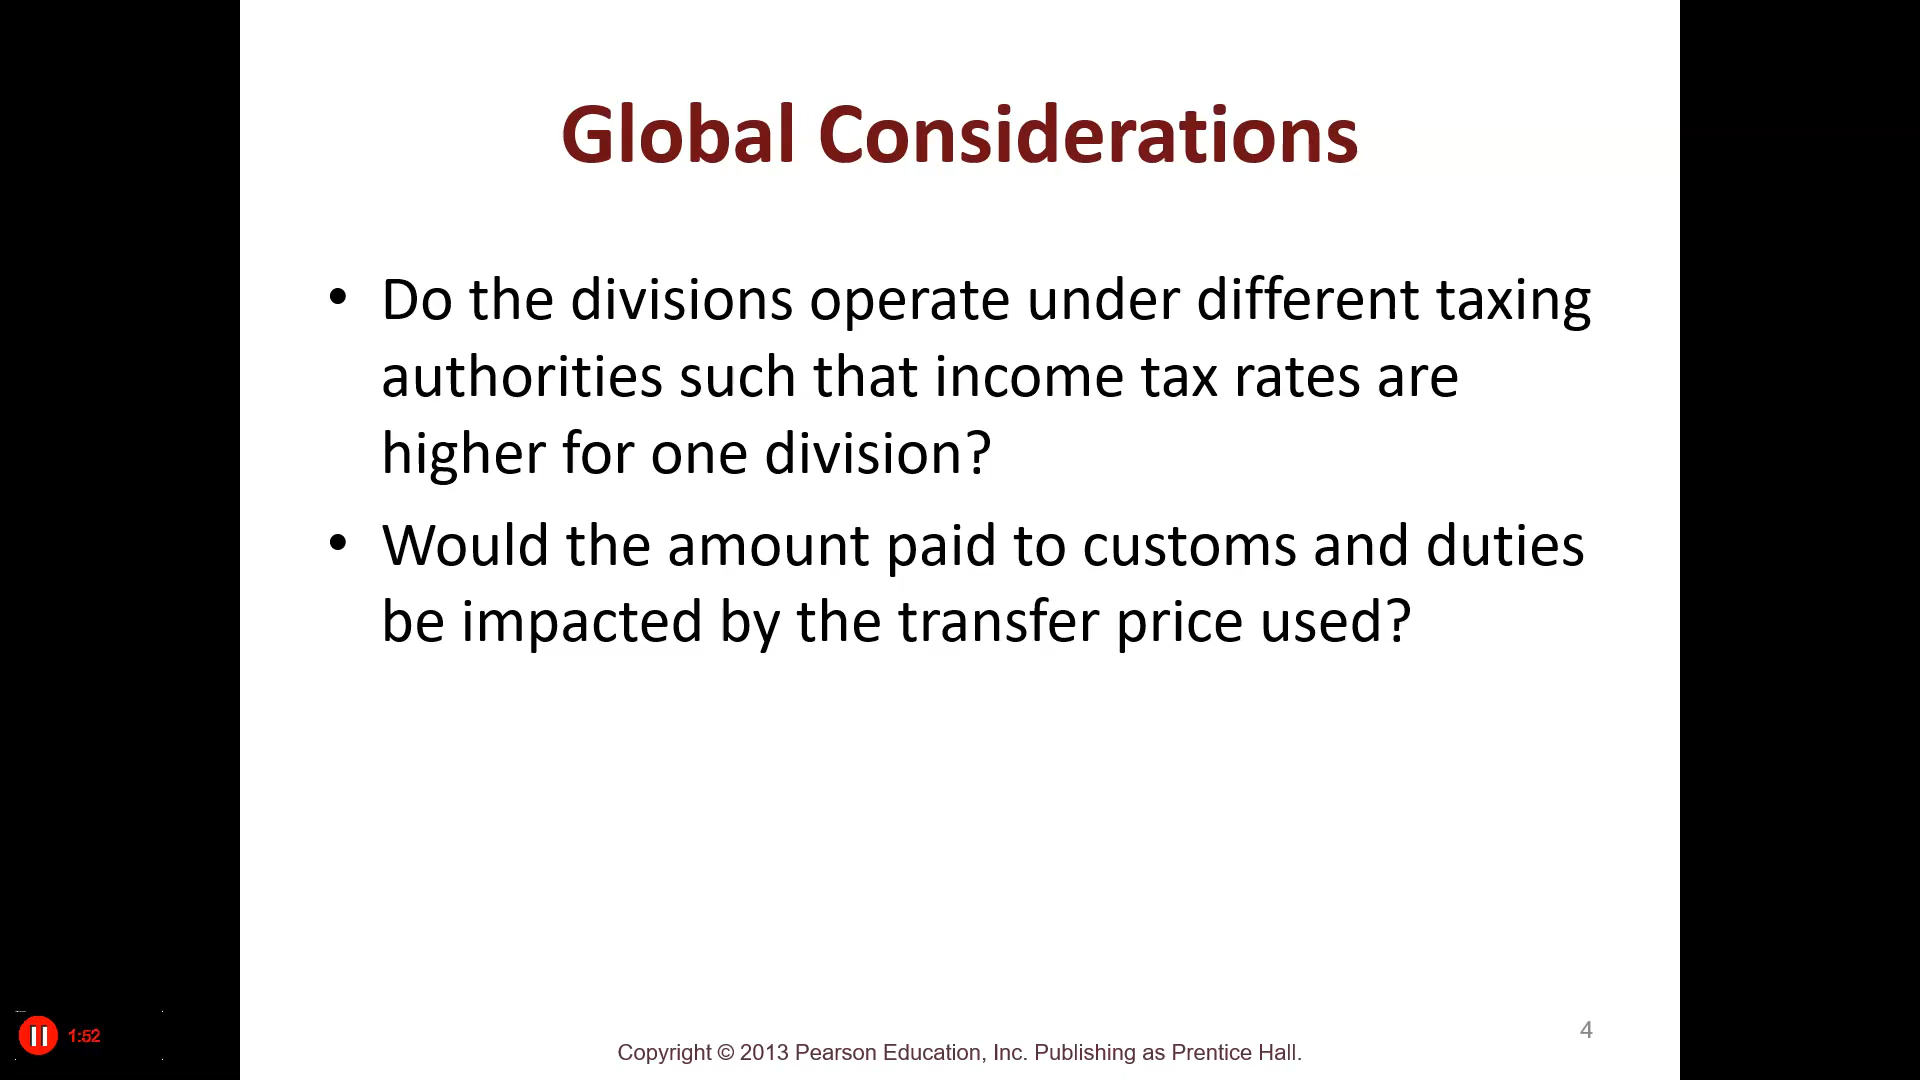 Global Considerations
• Do the divisions operate under different taxing
authorities such that income tax rates are
higher for one division?
• Would the amount paid to customs and duties
be impacted by the transfer price used?
4
1:52
Copyright © 2013 Pearson Education, Inc. Publishing as Prentice Hall.